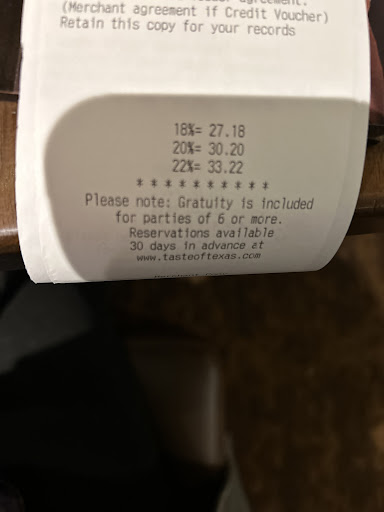 agreement.
(Merchant agreement if Credit Voucher)
Retain this copy for your records
18%= 27.18
20%= 30.20
22%= 33.22
* * * * * * * * * *
Please note: Gratuity is included
for parties of 6 or more.
Reservations available
30 days in advance at
www.tasteoftexas.com